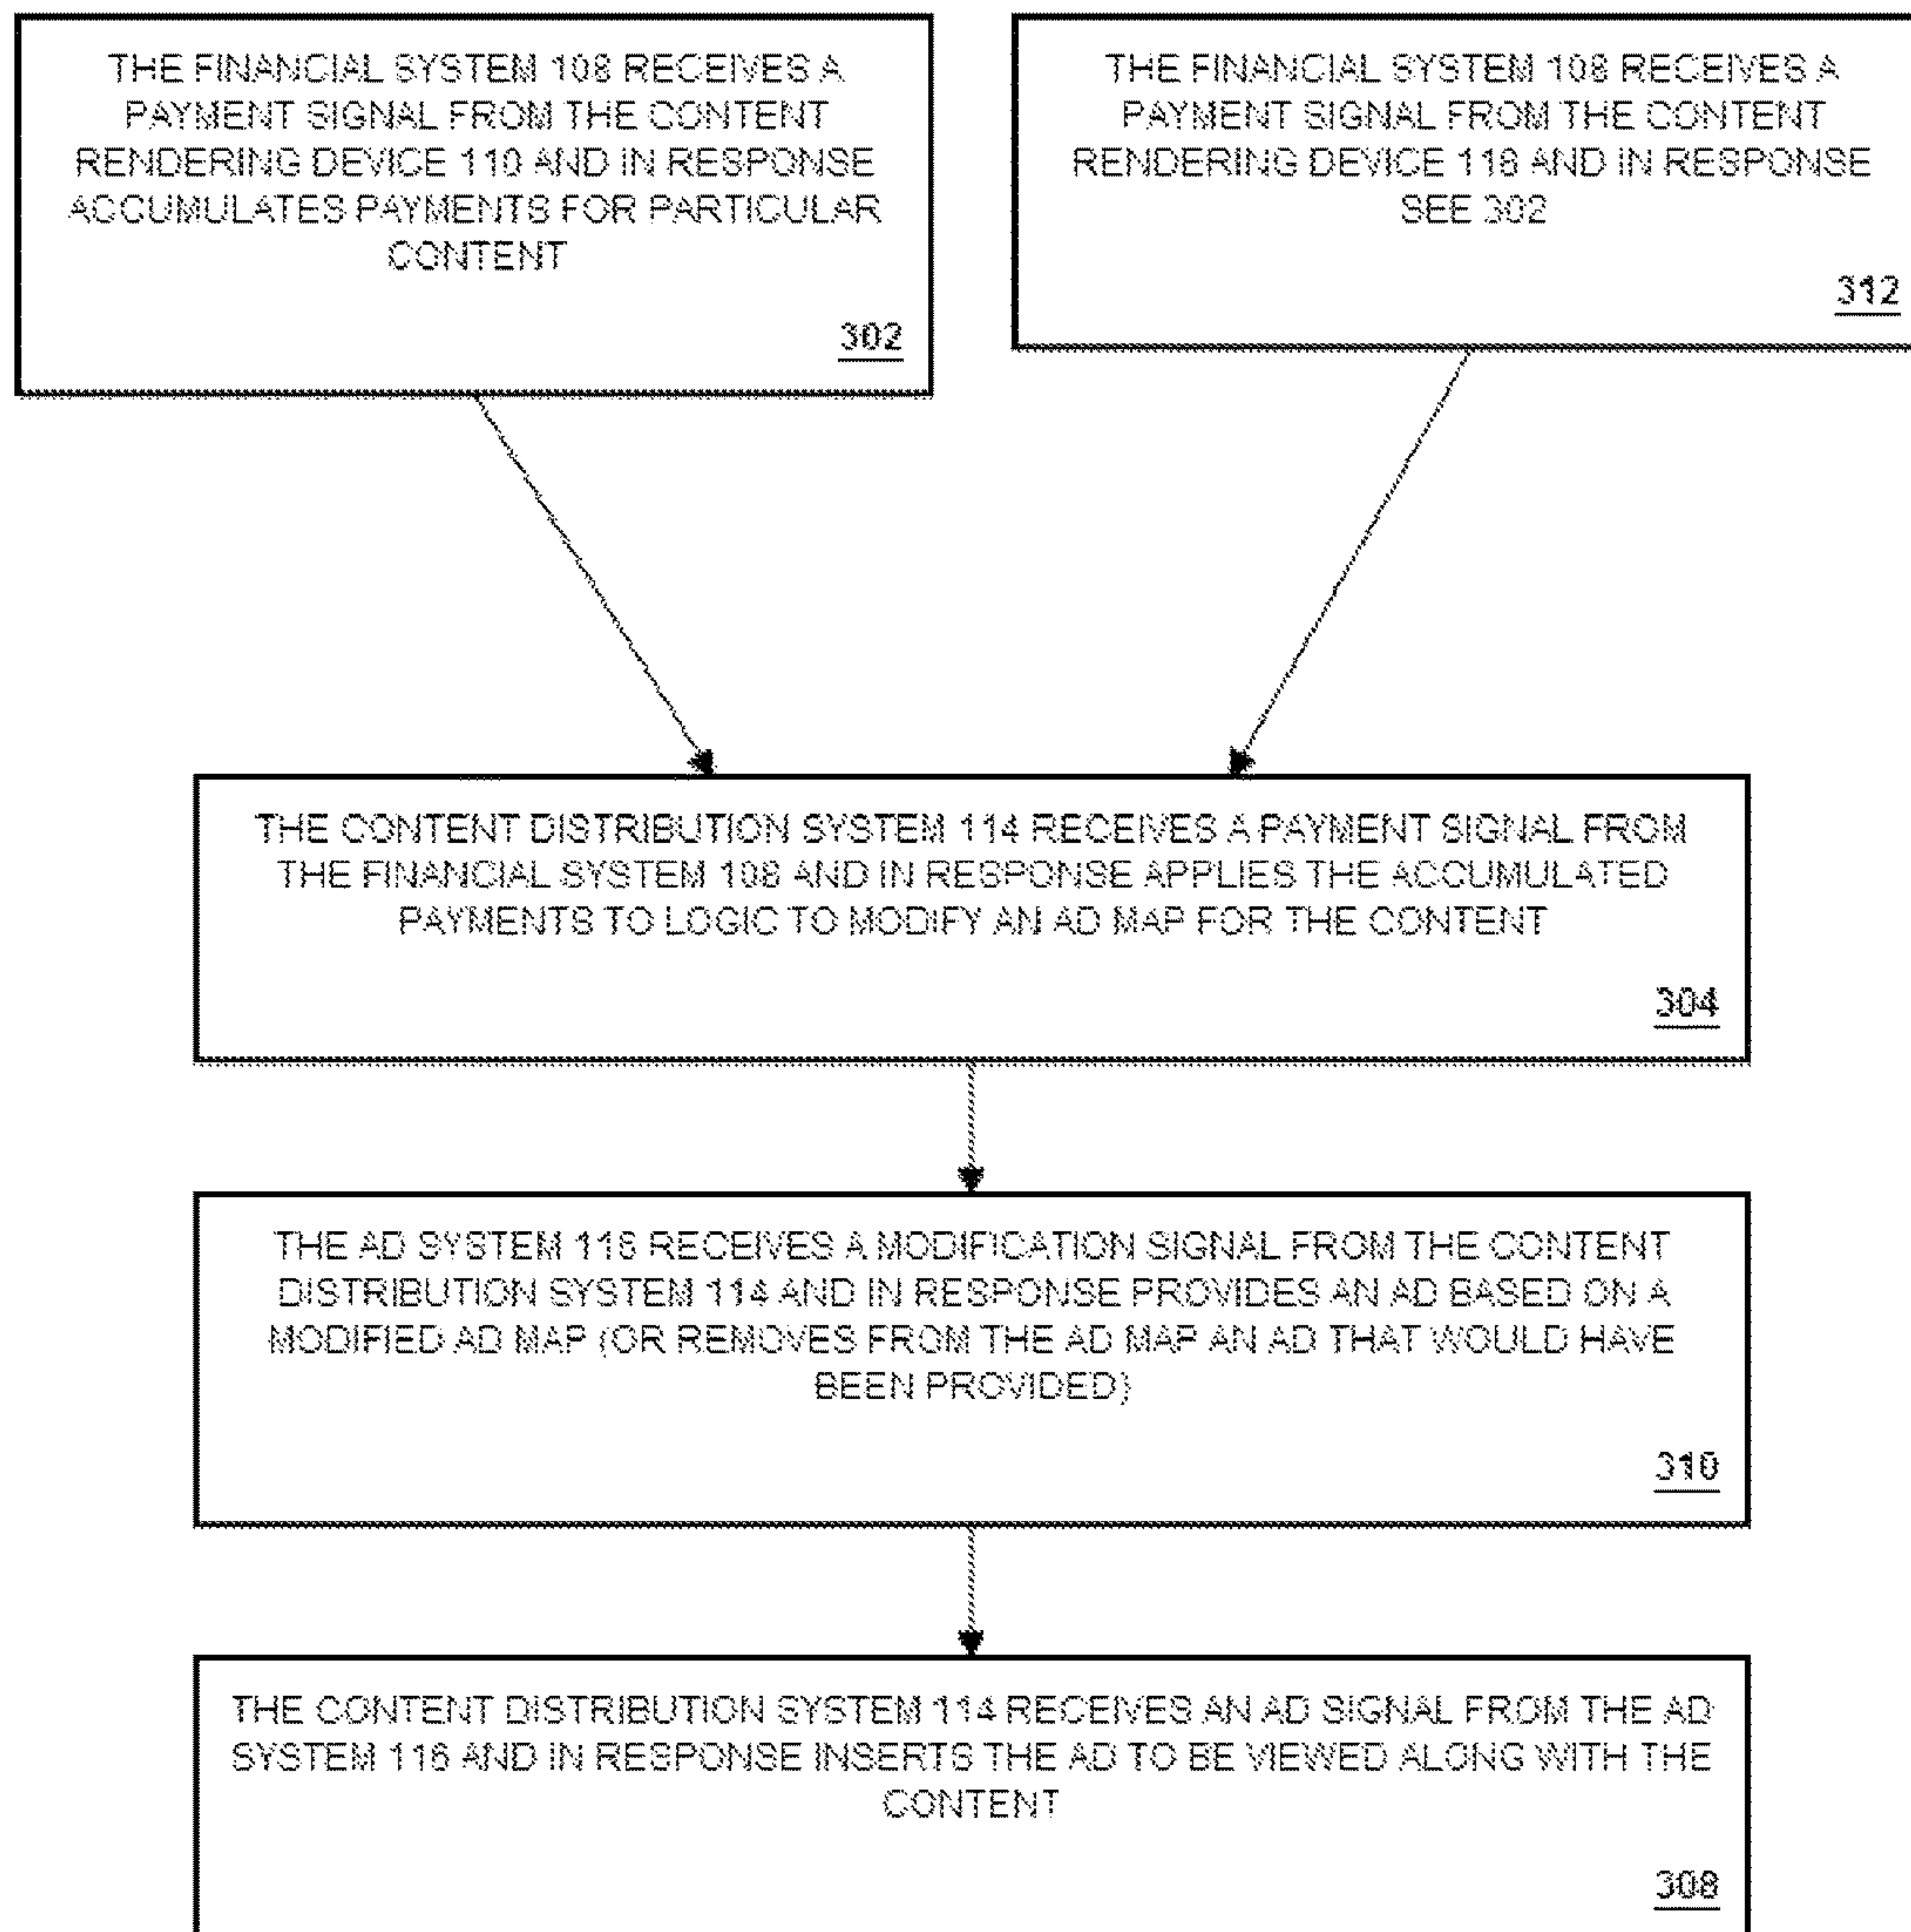 THE FINANCIAL SYSTEM 108 RECEIVES A
PAYMENT SIGNAL FROM THE CONTENT
RENDERING DEVICE 110 AND IN RESPONSE
ACCUMULATES PAYMENTS FOR PARTICULAR
CONTENT
302
THE FINANCIAL SYSTEM 108 RECEIVES A
PAYMENT SIGNAL FROM THE CONTENT
RENDERING DEVICE 116 AND IN RESPONSE
SEE 302
312
THE CONTENT DISTRIBUTION SYSTEM 114 RECEIVES A PAYMENT SIGNAL FROM
THE FINANCIAL SYSTEM 108 AND IN RESPONSE APPLIES THE ACCUMULATED
PAYMENTS TO LOGIC TO MODIFY AN AD MAP FOR THE CONTENT
304
THE AD SYSTEM 116 RECEIVES A MODIFICATION SIGNAL FROM THE CONTENT
DISTRIBUTION SYSTEM 114 AND IN RESPONSE PROVIDES AN AD BASED ON A
MODIFIED AD MAP (OR REMOVES FROM THE AD MAP AN AD THAT WOULD HAVE
BEEN PROVIDED)
310
THE CONTENT DISTRIBUTION SYSTEM 114 RECEIVES AN AD SIGNAL FROM THE AD
SYSTEM 116 AND IN RESPONSE INSERTS THE AD TO BE VIEWED ALONG WITH THE
CONTENT
308